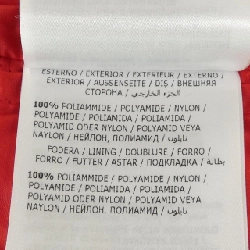 ESTERNO / EXTERIOR / EXTERIEUR / EXTERNO
/ EXTERIOR / AUSSENSEITE / DIŞ / ВНЕШНЯЯ
СТОРОНА / الجزء الخارجي /
100% POLIAMMIDE / POLYAMIDE / NYLON /
POLYAMIDE / POLIAMIDA / POLIAMIDA /
POLYAMID ODER NYLON / POLYAMID VEYA
NAYLON / НЕЙЛОН, ПОЛИАМИД / نايلون /
FODERA / LINING / DOUBLURE / FORRO /
FORRO / FUTTER / ASTAR / ПОДКЛАДКА / بطانة /
100% POLIAMMIDE / POLYAMIDE / NYLON /
POLYAMIDE / POLIAMIDA / POLIAMIDA /
POLYAMID ODER NYLON / POLYAMID VEYA
NAYLON / НЕЙЛОН, ПОЛИАМИД / نايلون /